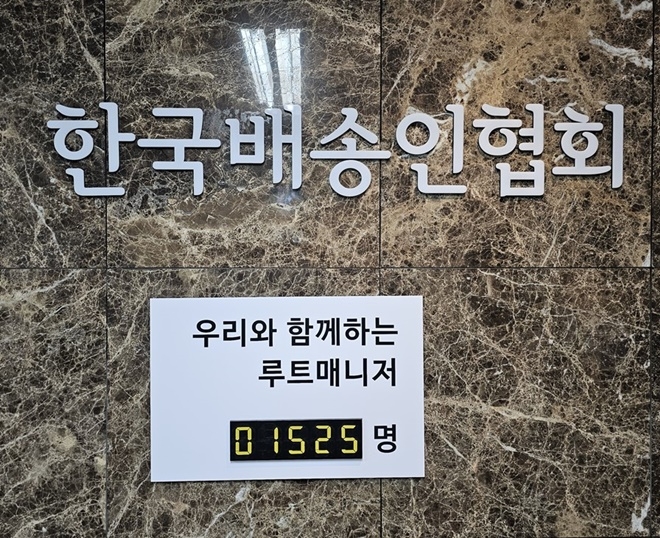 한국배송인협회
우리와 함께하는
루트매니저
01525 명